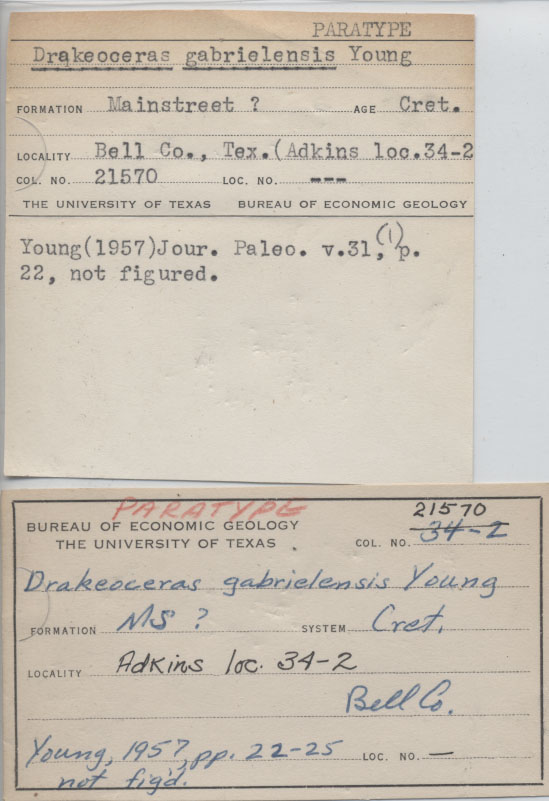 PARATYPE
Drakeoceras gabrielensis Young
FORMATION Mainstreet ? AGE Cret.
LOCALITY Bell Co., Tex.(Adkins loc.34-2
COL. NO. 21570 LOC. NO. ---
THE UNIVERSITY OF TEXAS BUREAU OF ECONOMIC GEOLOGY
Young(1957)Jour. Paleo. v.31,(1)p.
22, not figured.
PARATYPE
21570
BUREAU OF ECONOMIC GEOLOGY
THE UNIVERSITY OF TEXAS COL. NO. 34-2
Drakeoceras gabrielensis Young
FORMATION MS ? SYSTEM Cret.
LOCALITY Adkins loc. 34-2
Bell Co.
Young, 1957, pp. 22-25 LOC. NO. —
not fig'd.